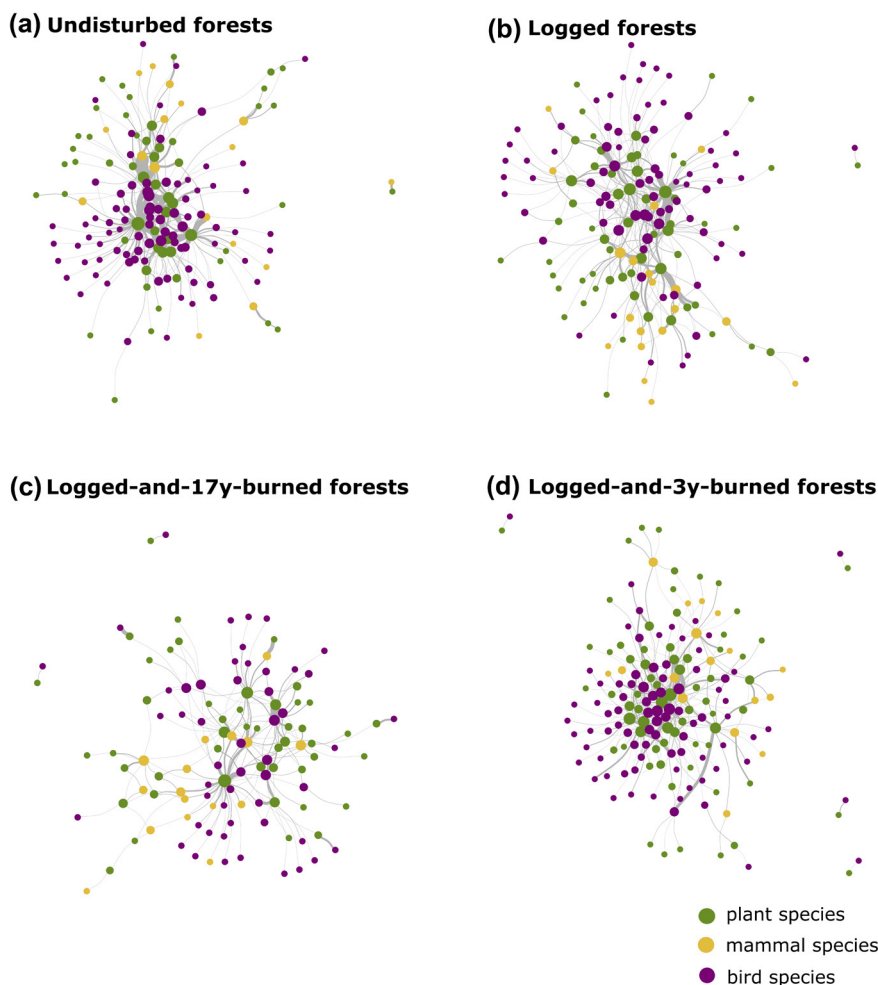 (a) Undisturbed forests
(b) Logged forests
(c) Logged-and-17y-burned forests
(d) Logged-and-3y-burned forests
plant species
mammal species
bird species